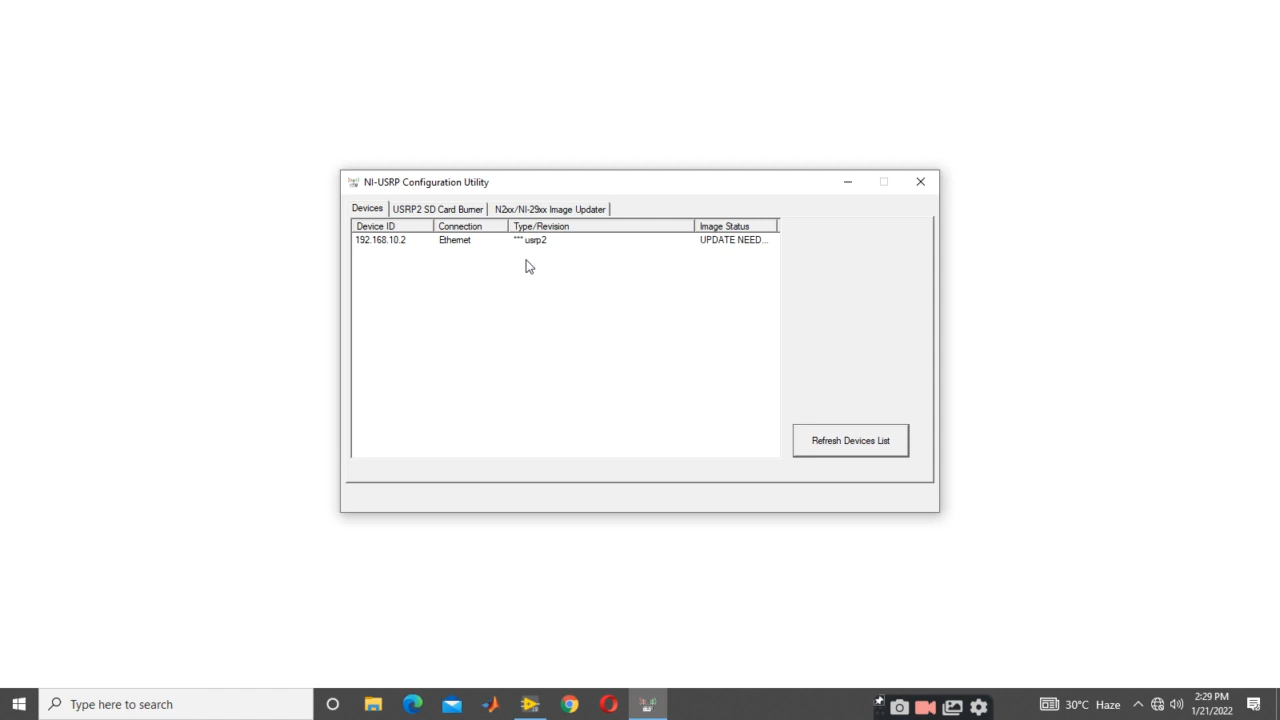 NI-USRP Configuration Utility
Devices USRP2 SD Card Burner N2xx/NI-29xx Image Updater
Device ID Connection Type/Revision Image Status
192.168.10.2 Ethernet *** usrp2 UPDATE NEED...
Refresh Devices List
Type here to search 30°C Haze 2:29 PM
1/21/2022